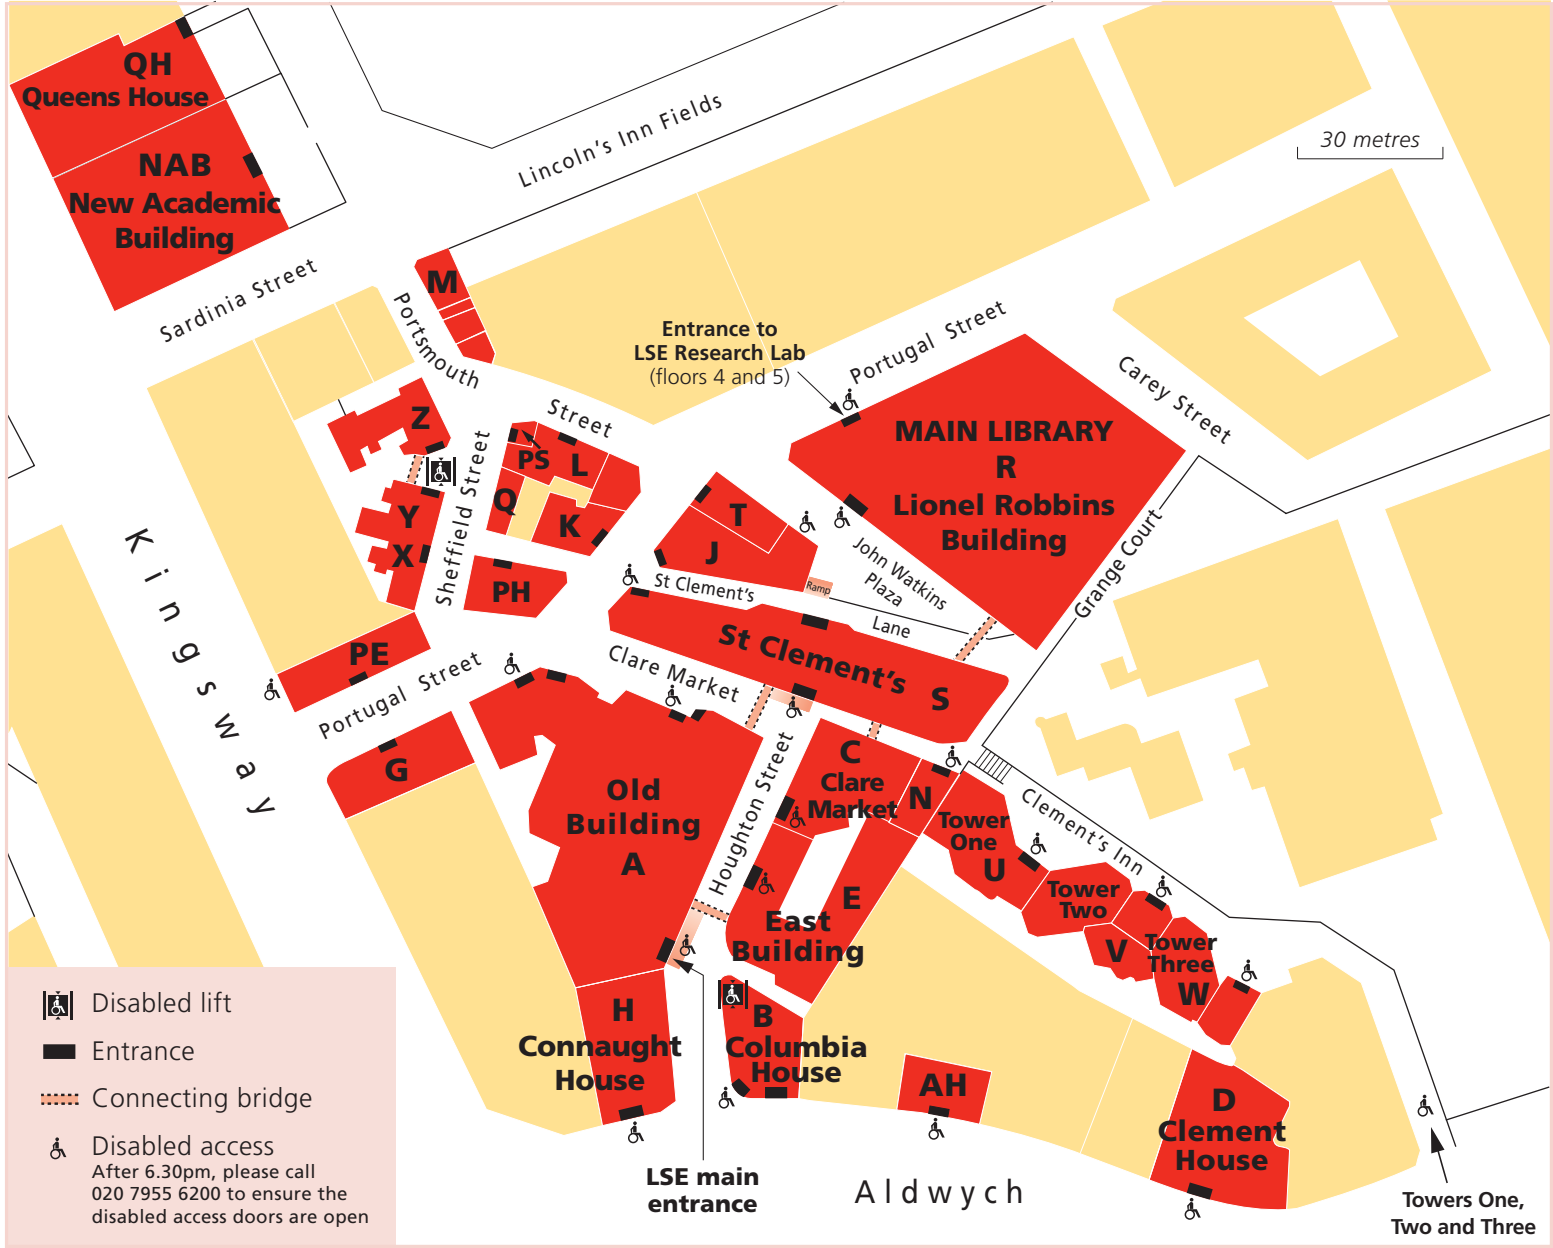 QH
Queens House
NAB
New Academic
Building
Lincoln's Inn Fields
30 metres
Sardinia Street
M
Portsmouth
Street
Entrance to
LSE Research Lab
(floors 4 and 5)
Portugal Street
Carey Street
MAIN LIBRARY
R
Lionel Robbins
Building
Z
Sheffield Street
PS
L
Q
K
Y
X
PH
T
J
St Clement's
Lane
Ramp
John Watkins
Plaza
Grange Court
Kingsway
PE
Portugal Street
G
Clare Market
St Clement's S
Old
Building
A
Houghton Street
C
Clare
Market
N
E
East
Building
Tower
One
U
Clement's Inn
Tower
Two
V
Tower
Three
W
H
Connaught
House
B
Columbia
House
AH
D
Clement
House
LSE main
entrance
Aldwych
Towers One,
Two and Three
Disabled lift
Entrance
Connecting bridge
Disabled access
After 6.30pm, please call
020 7955 6200 to ensure the
disabled access doors are open